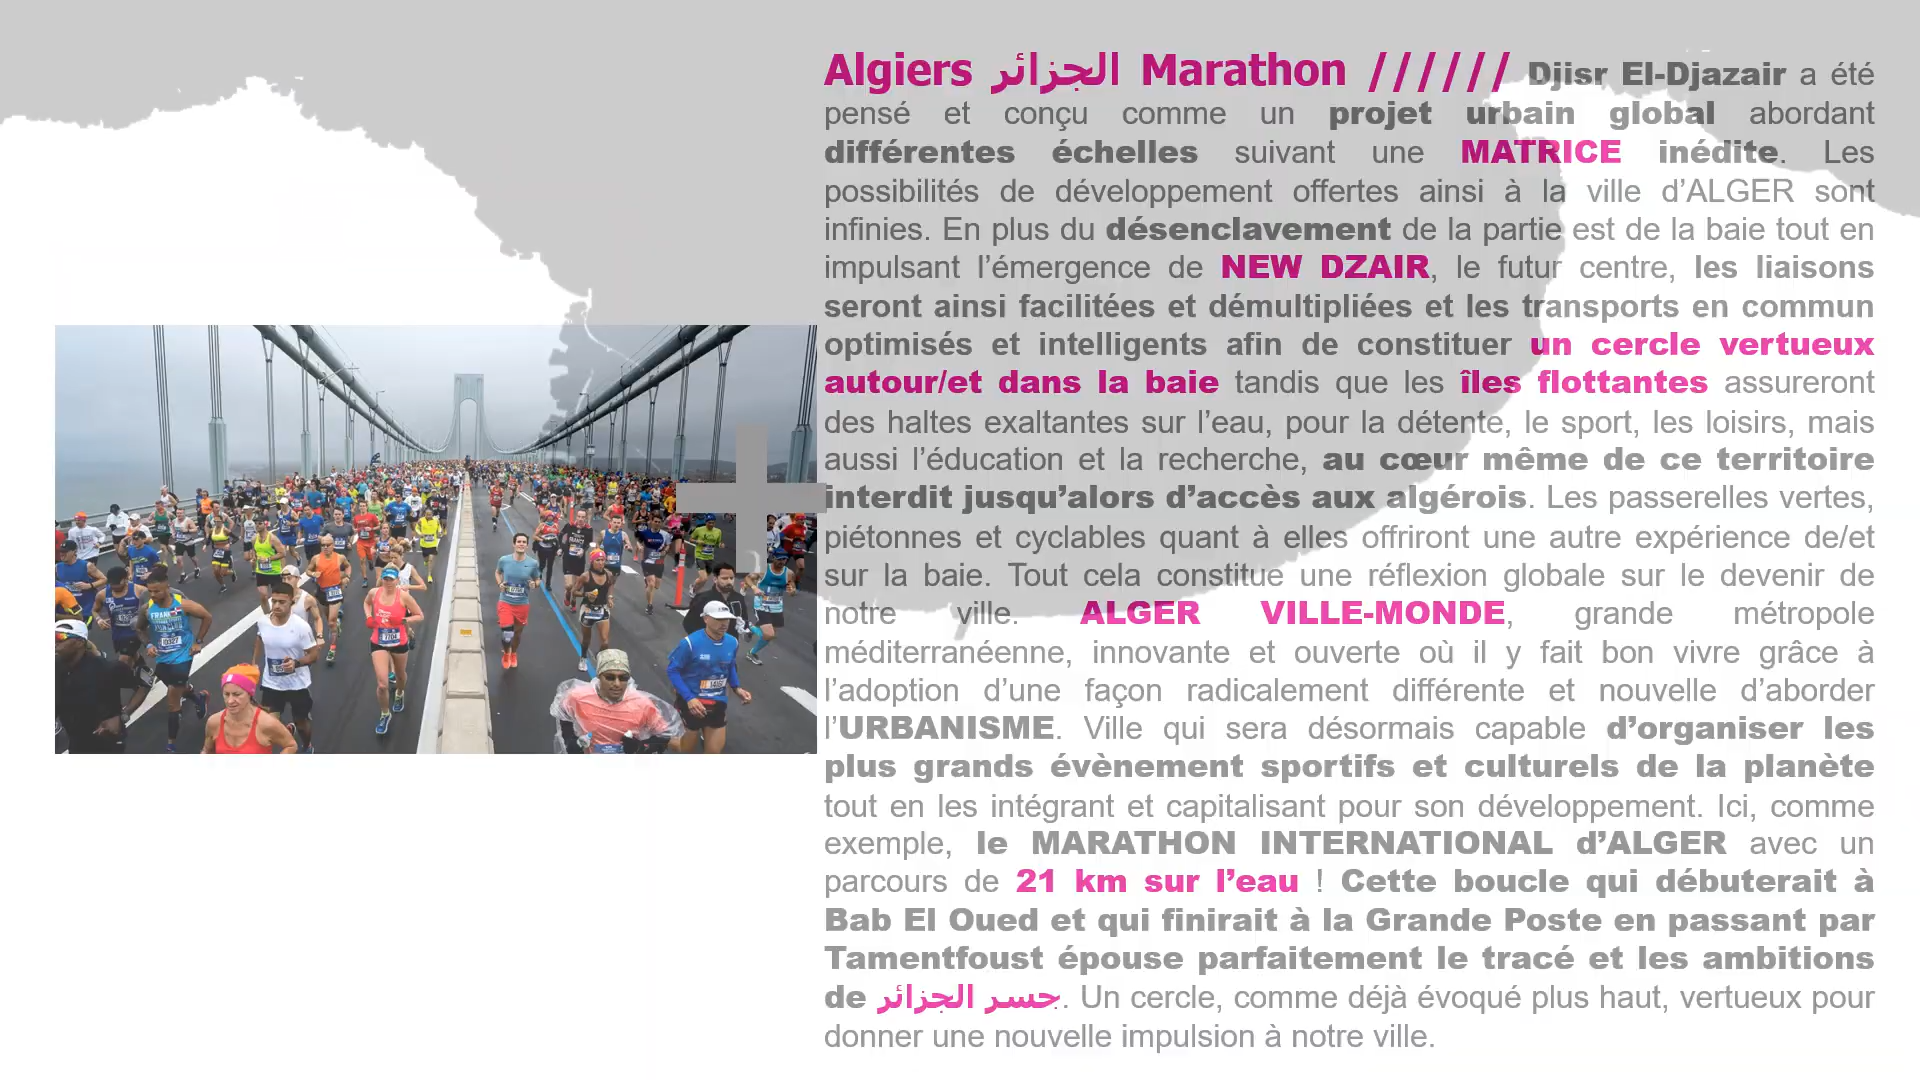 Algiers الجزائر Marathon ////// Djisr El-Djazair a été
pensé et conçu comme un projet urbain global abordant
différentes échelles suivant une MATRICE inédite. Les
possibilités de développement offertes ainsi à la ville d’ALGER sont
infinies. En plus du désenclavement de la partie est de la baie tout en
impulsant l’émergence de NEW DZAIR, le futur centre, les liaisons
seront ainsi facilitées et démultipliées et les transports en commun
optimisés et intelligents afin de constituer un cercle vertueux
autour/et dans la baie tandis que les îles flottantes assureront
des haltes exaltantes sur l’eau, pour la détente, le sport, les loisirs, mais
aussi l’éducation et la recherche, au cœur même de ce territoire
interdit jusqu’alors d’accès aux algérois. Les passerelles vertes,
piétonnes et cyclables quant à elles offriront une autre expérience de/et
sur la baie. Tout cela constitue une réflexion globale sur le devenir de
notre ville. ALGER VILLE-MONDE, grande métropole
méditerranéenne, innovante et ouverte où il y fait bon vivre grâce à
l’adoption d’une façon radicalement différente et nouvelle d’aborder
l’URBANISME. Ville qui sera désormais capable d’organiser les
plus grands évènement sportifs et culturels de la planète
tout en les intégrant et capitalisant pour son développement. Ici, comme
exemple, le MARATHON INTERNATIONAL d’ALGER avec un
parcours de 21 km sur l’eau ! Cette boucle qui débuterait à
Bab El Oued et qui finirait à la Grande Poste en passant par
Tamentfoust épouse parfaitement le tracé et les ambitions
de جسر الجزائر. Un cercle, comme déjà évoqué plus haut, vertueux pour
donner une nouvelle impulsion à notre ville.